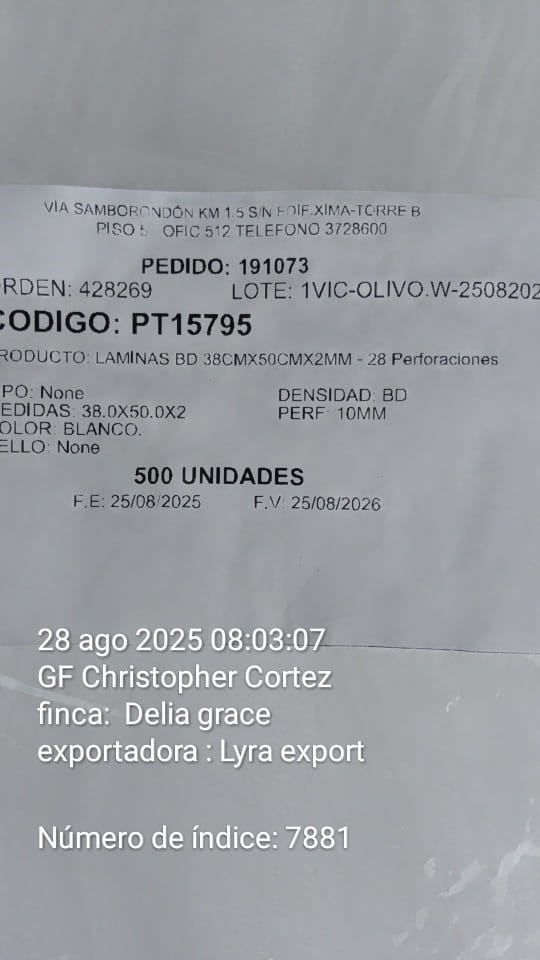 VIA SAMBORONDÓN KM 1.5 S/N EDIF.XIMA-TORRE B
PISO 5 OFIC 512 TELEFONO 3728600
PEDIDO: 191073
RDEN: 428269 LOTE: 1VIC-OLIVO.W-2508202
CODIGO: PT15795
RODUCTO: LAMINAS BD 38CMX50CMX2MM - 28 Perforaciones
PO: None DENSIDAD: BD
EDIDAS: 38.0X50.0X2 PERF: 10MM
OLOR: BLANCO.
ELLO: None
500 UNIDADES
F.E: 25/08/2025 F.V: 25/08/2026
28 ago 2025 08:03:07
GF Christopher Cortez
finca: Delia grace
exportadora : Lyra export
Número de índice: 7881